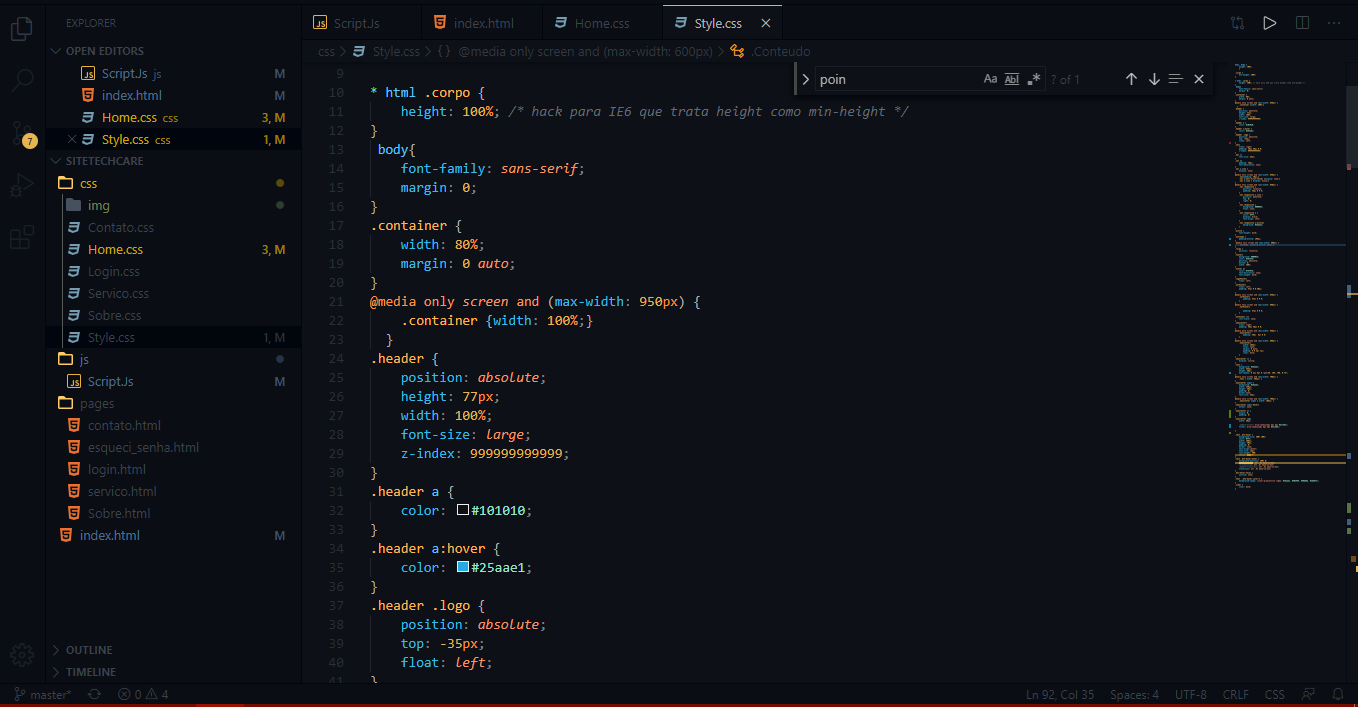 EXPLORER
OPEN EDITORS
Script.Js js M
index.html M
Home.css css 3, M
Style.css css 1, M
SITETECHCARE
css
img
Contato.css
Home.css 3, M
Login.css
Servico.css
Sobre.css
Style.css 1, M
js
Script.Js M
pages
contato.html
esqueci_senha.html
login.html
servico.html
Sobre.html
index.html M
OUTLINE
TIMELINE
7
Script.Js index.html Home.css Style.css
css > Style.css > {} @media only screen and (max-width: 600px) > .Conteudo
poin Aa Abl .* ? of 1
9
10 * html .corpo {
11 height: 100%; /* hack para IE6 que trata height como min-height */
12 }
13 body{
14 font-family: sans-serif;
15 margin: 0;
16 }
17 .container {
18 width: 80%;
19 margin: 0 auto;
20 }
21 @media only screen and (max-width: 950px) {
22 .container {width: 100%;}
23 }
24 .header {
25 position: absolute;
26 height: 77px;
27 width: 100%;
28 font-size: large;
29 z-index: 999999999999;
30 }
31 .header a {
32 color: #101010;
33 }
34 .header a:hover {
35 color: #25aae1;
36 }
37 .header .logo {
38 position: absolute;
39 top: -35px;
40 float: left;
41 }
master* 0 4 Ln 92, Col 35 Spaces: 4 UTF-8 CRLF CSS